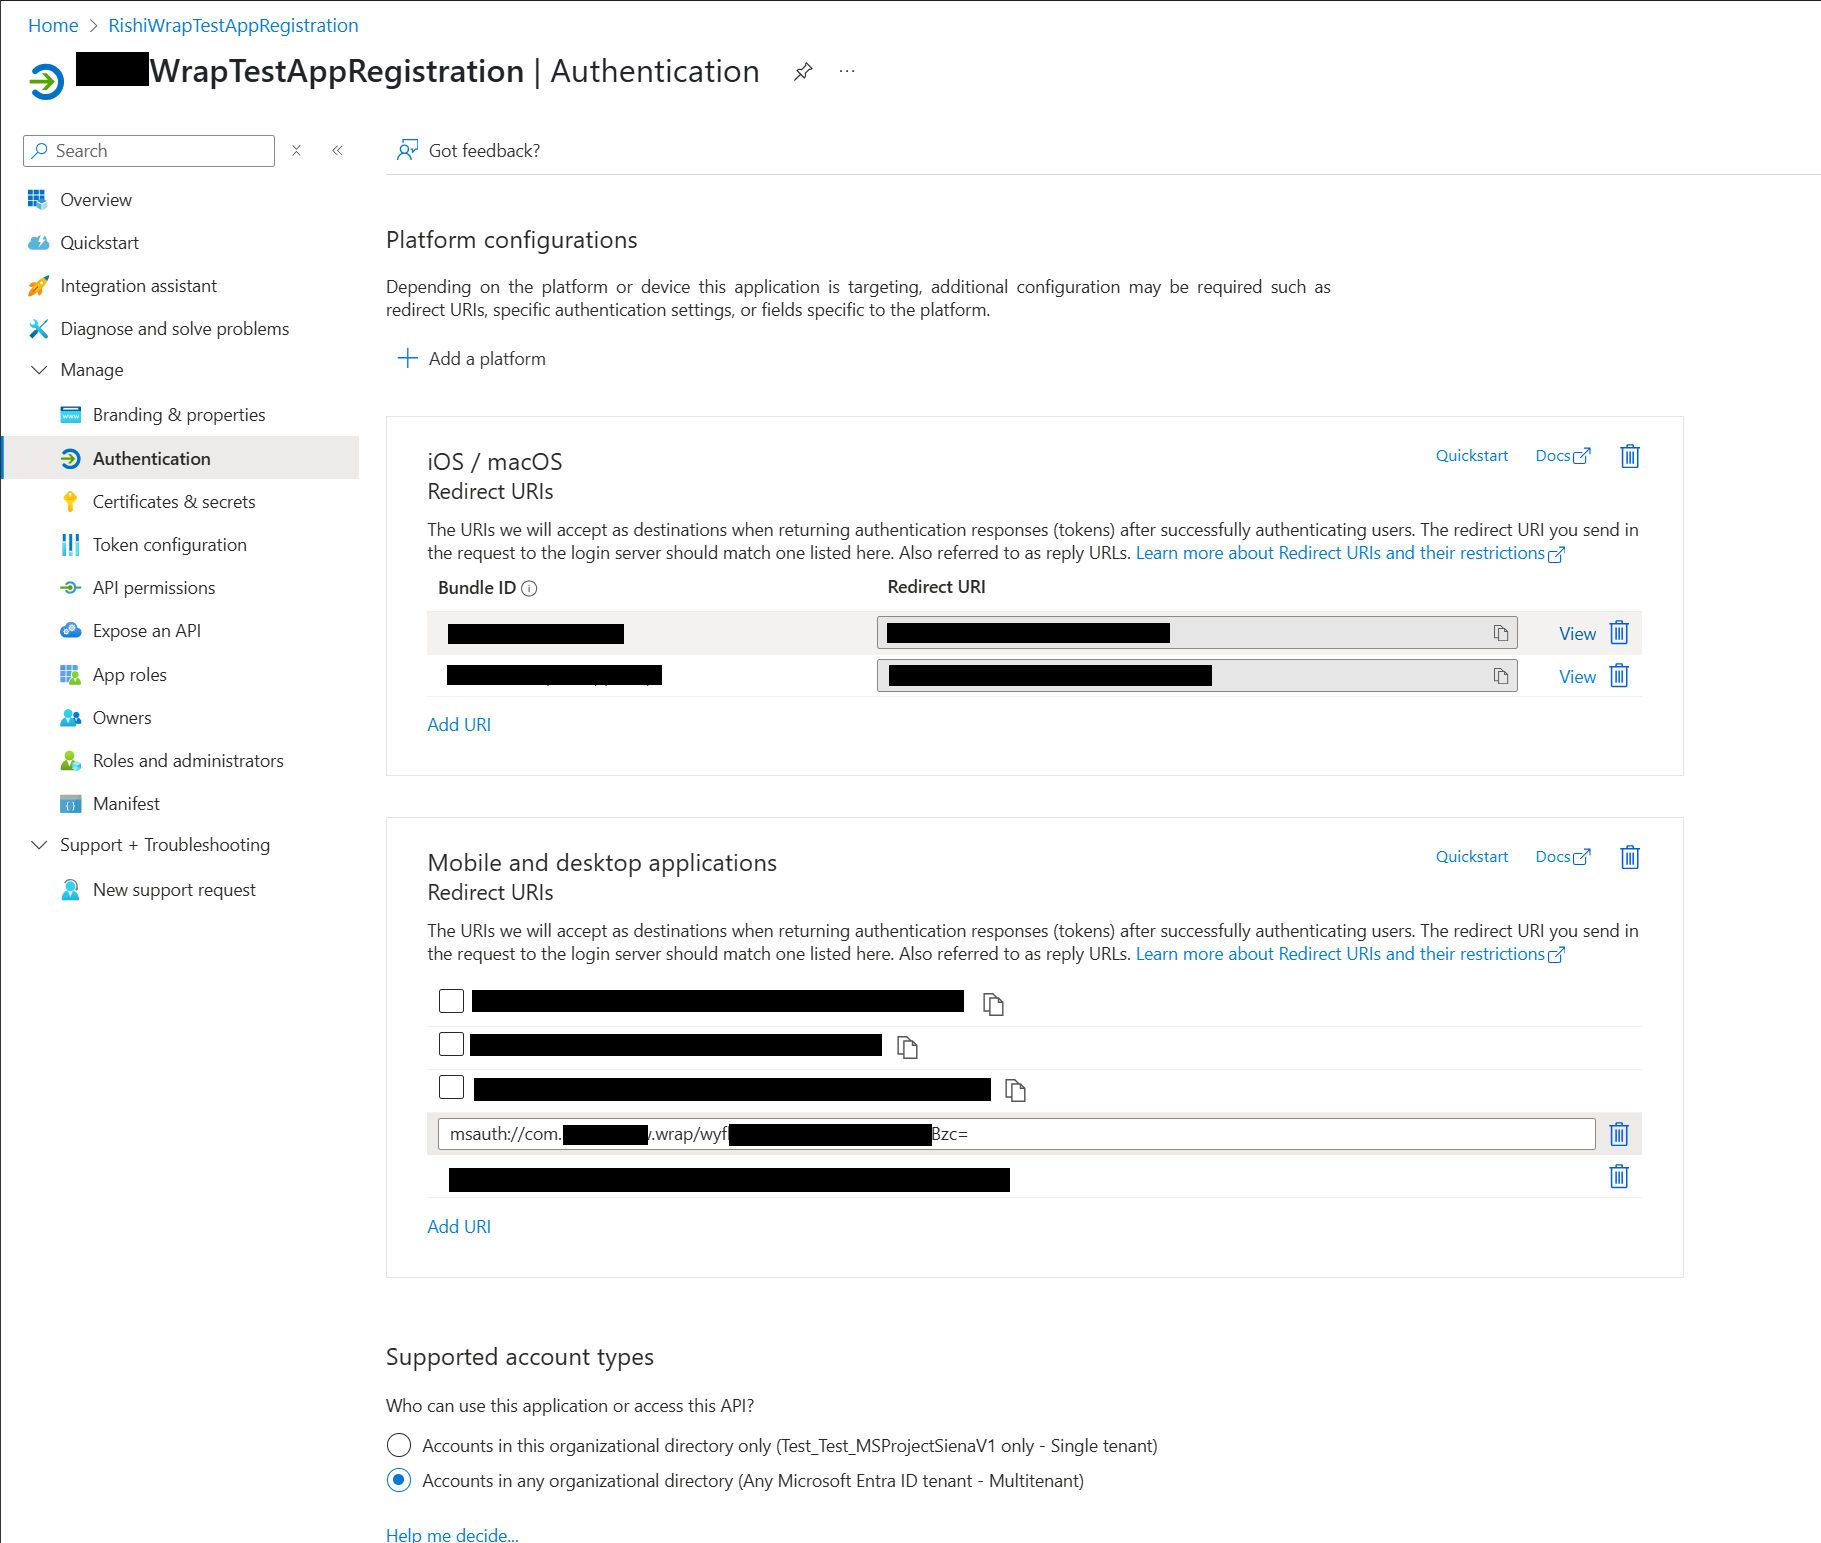 Home > RishiWrapTestAppRegistration
WrapTestAppRegistration | Authentication
Search
Got feedback?
Overview
Quickstart
Integration assistant
Diagnose and solve problems
Manage
Branding & properties
Authentication
Certificates & secrets
Token configuration
API permissions
Expose an API
App roles
Owners
Roles and administrators
Manifest
Support + Troubleshooting
New support request
Platform configurations
Depending on the platform or device this application is targeting, additional configuration may be required such as
redirect URIs, specific authentication settings, or fields specific to the platform.
Add a platform
iOS / macOS
Quickstart
Docs
Redirect URIs
The URIs we will accept as destinations when returning authentication responses (tokens) after successfully authenticating users. The redirect URI you send in
the request to the login server should match one listed here. Also referred to as reply URLs. Learn more about Redirect URIs and their restrictions
Bundle ID
Redirect URI
View
View
Add URI
Mobile and desktop applications
Quickstart
Docs
Redirect URIs
The URIs we will accept as destinations when returning authentication responses (tokens) after successfully authenticating users. The redirect URI you send in
the request to the login server should match one listed here. Also referred to as reply URLs. Learn more about Redirect URIs and their restrictions
msauth://com. .wrap/wyf Bzc=
Add URI
Supported account types
Who can use this application or access this API?
Accounts in this organizational directory only (Test_Test_MSProjectSienaV1 only - Single tenant)
Accounts in any organizational directory (Any Microsoft Entra ID tenant - Multitenant)
Help me decide...